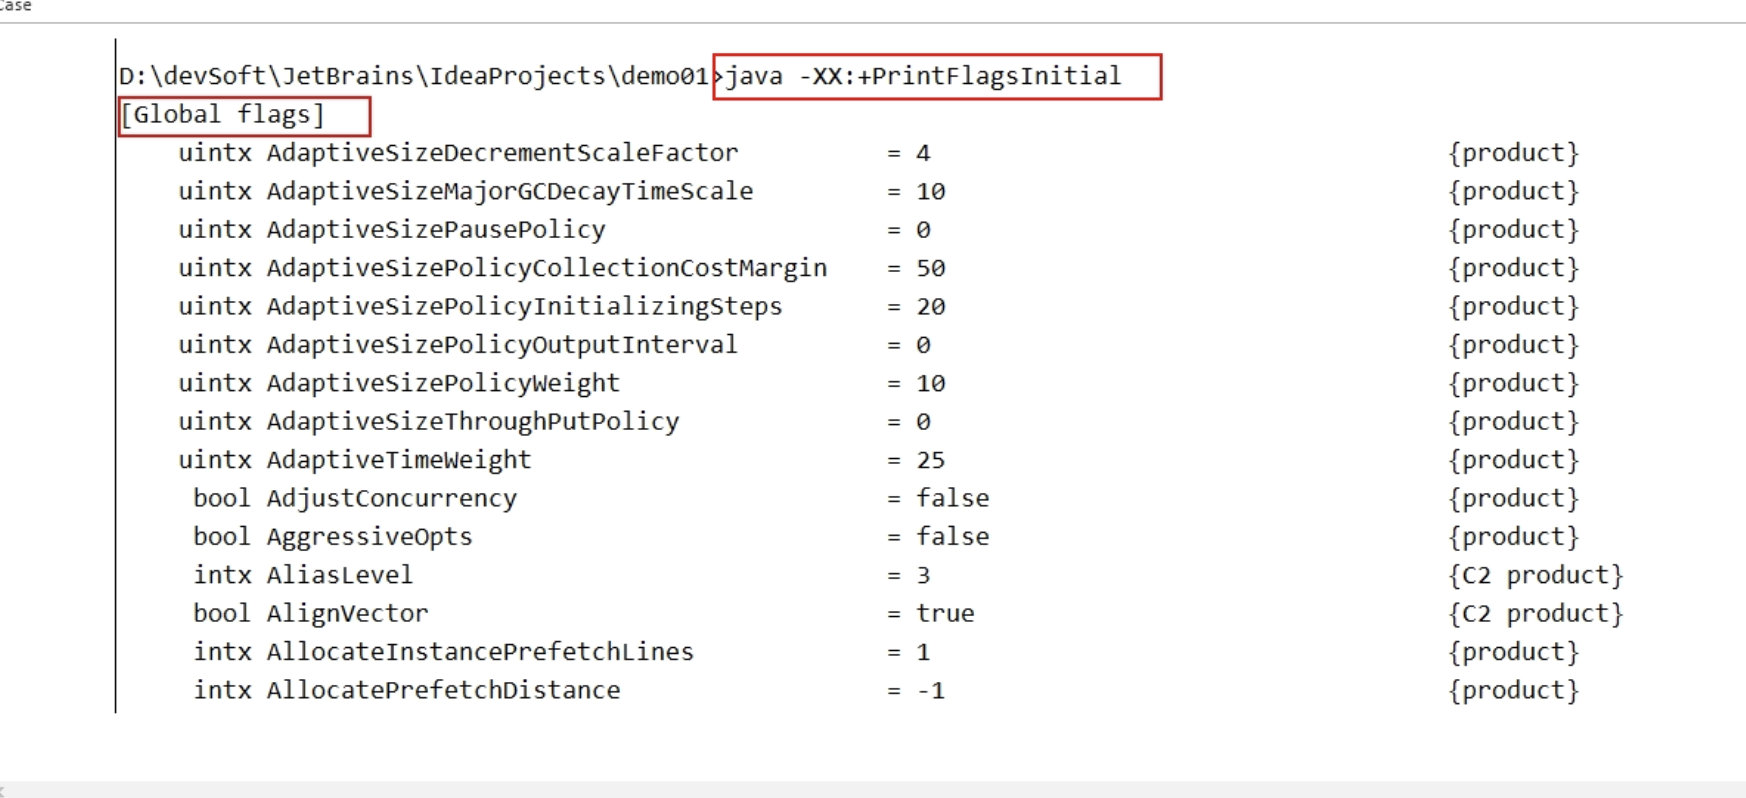 Case
D:\devSoft\JetBrains\IdeaProjects\demo01>java -XX:+PrintFlagsInitial
[Global flags]
uintx AdaptiveSizeDecrementScaleFactor = 4 {product}
uintx AdaptiveSizeMajorGCDecayTimeScale = 10 {product}
uintx AdaptiveSizePausePolicy = 0 {product}
uintx AdaptiveSizePolicyCollectionCostMargin = 50 {product}
uintx AdaptiveSizePolicyInitializingSteps = 20 {product}
uintx AdaptiveSizePolicyOutputInterval = 0 {product}
uintx AdaptiveSizePolicyWeight = 10 {product}
uintx AdaptiveSizeThroughPutPolicy = 0 {product}
uintx AdaptiveTimeWeight = 25 {product}
bool AdjustConcurrency = false {product}
bool AggressiveOpts = false {product}
intx AliasLevel = 3 {C2 product}
bool AlignVector = true {C2 product}
intx AllocateInstancePrefetchLines = 1 {product}
intx AllocatePrefetchDistance = -1 {product}